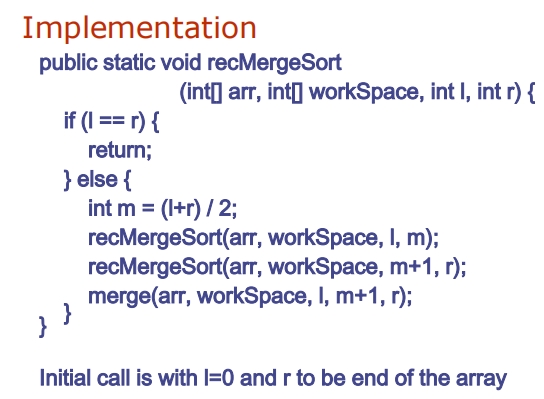 Implementation
public static void recMergeSort
(int[] arr, int[] workSpace, int l, int r) {
if (l == r) {
return;
} else {
int m = (l+r) / 2;
recMergeSort(arr, workSpace, l, m);
recMergeSort(arr, workSpace, m+1, r);
merge(arr, workSpace, l, m+1, r);
}
}
Initial call is with l=0 and r to be end of the array